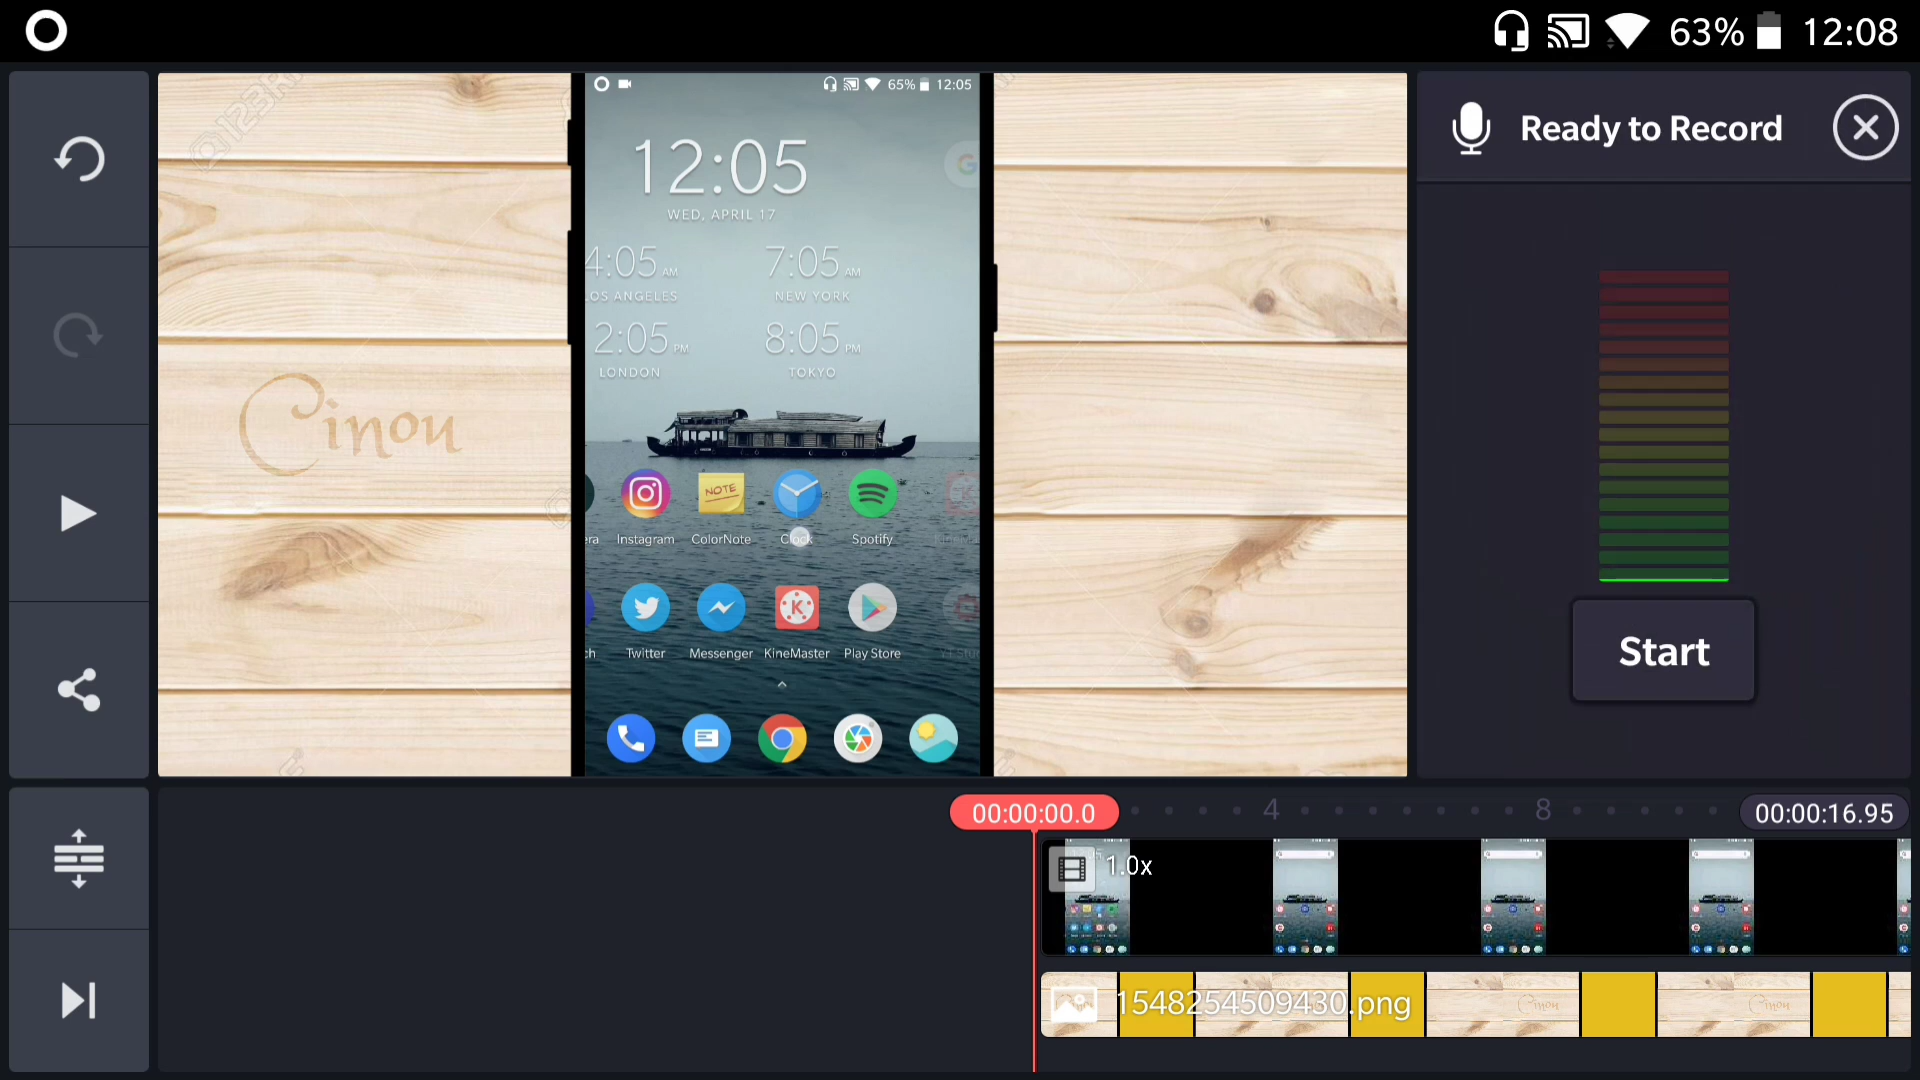 63% 12:08
65% 12:05
12:05
WED, APRIL 17
4:05 AM 7:05 AM
LOS ANGELES NEW YORK
2:05 PM 8:05 PM
LONDON TOKYO
Cinou
Instagram ColorNote Clock Spotify
NOTE
Twitter Messenger KineMaster Play Store
Ready to Record
Start
00:00:00.0 4 8 00:00:16.95
1.0x
1548254509430.png
Cinou Cinou